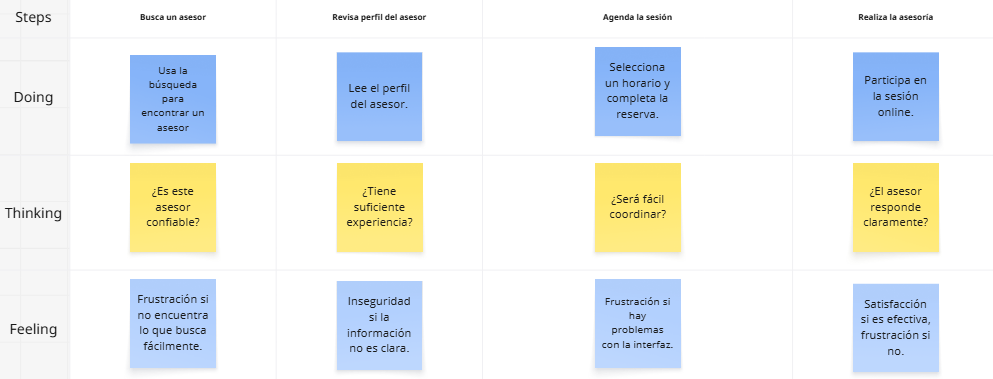 Steps
Busca un asesor
Revisa perfil del asesor
Agenda la sesión
Realiza la asesoría
Doing
Usa la
búsqueda
para
encontrar un
asesor
Lee el perfil
del asesor.
Selecciona
un horario y
completa la
reserva.
Participa en
la sesión
online.
Thinking
¿Es este
asesor
confiable?
¿Tiene
suficiente
experiencia?
¿Será fácil
coordinar?
¿El asesor
responde
claramente?
Feeling
Frustración si
no encuentra
lo que busca
fácilmente.
Inseguridad
si la
información
no es clara.
Frustración si
hay
problemas
con la interfaz.
Satisfacción
si es efectiva,
frustración si
no.